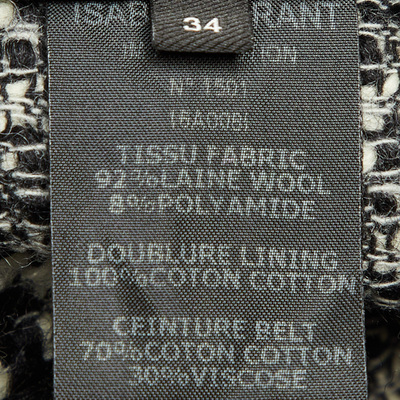 34
N° 1501
TISSU FABRIC
92%LAINE WOOL
8%POLYAMIDE
DOUBLURE LINING
100%COTON COTTON
CEINTURE BELT
70%COTON COTTON
30%VISCOSE